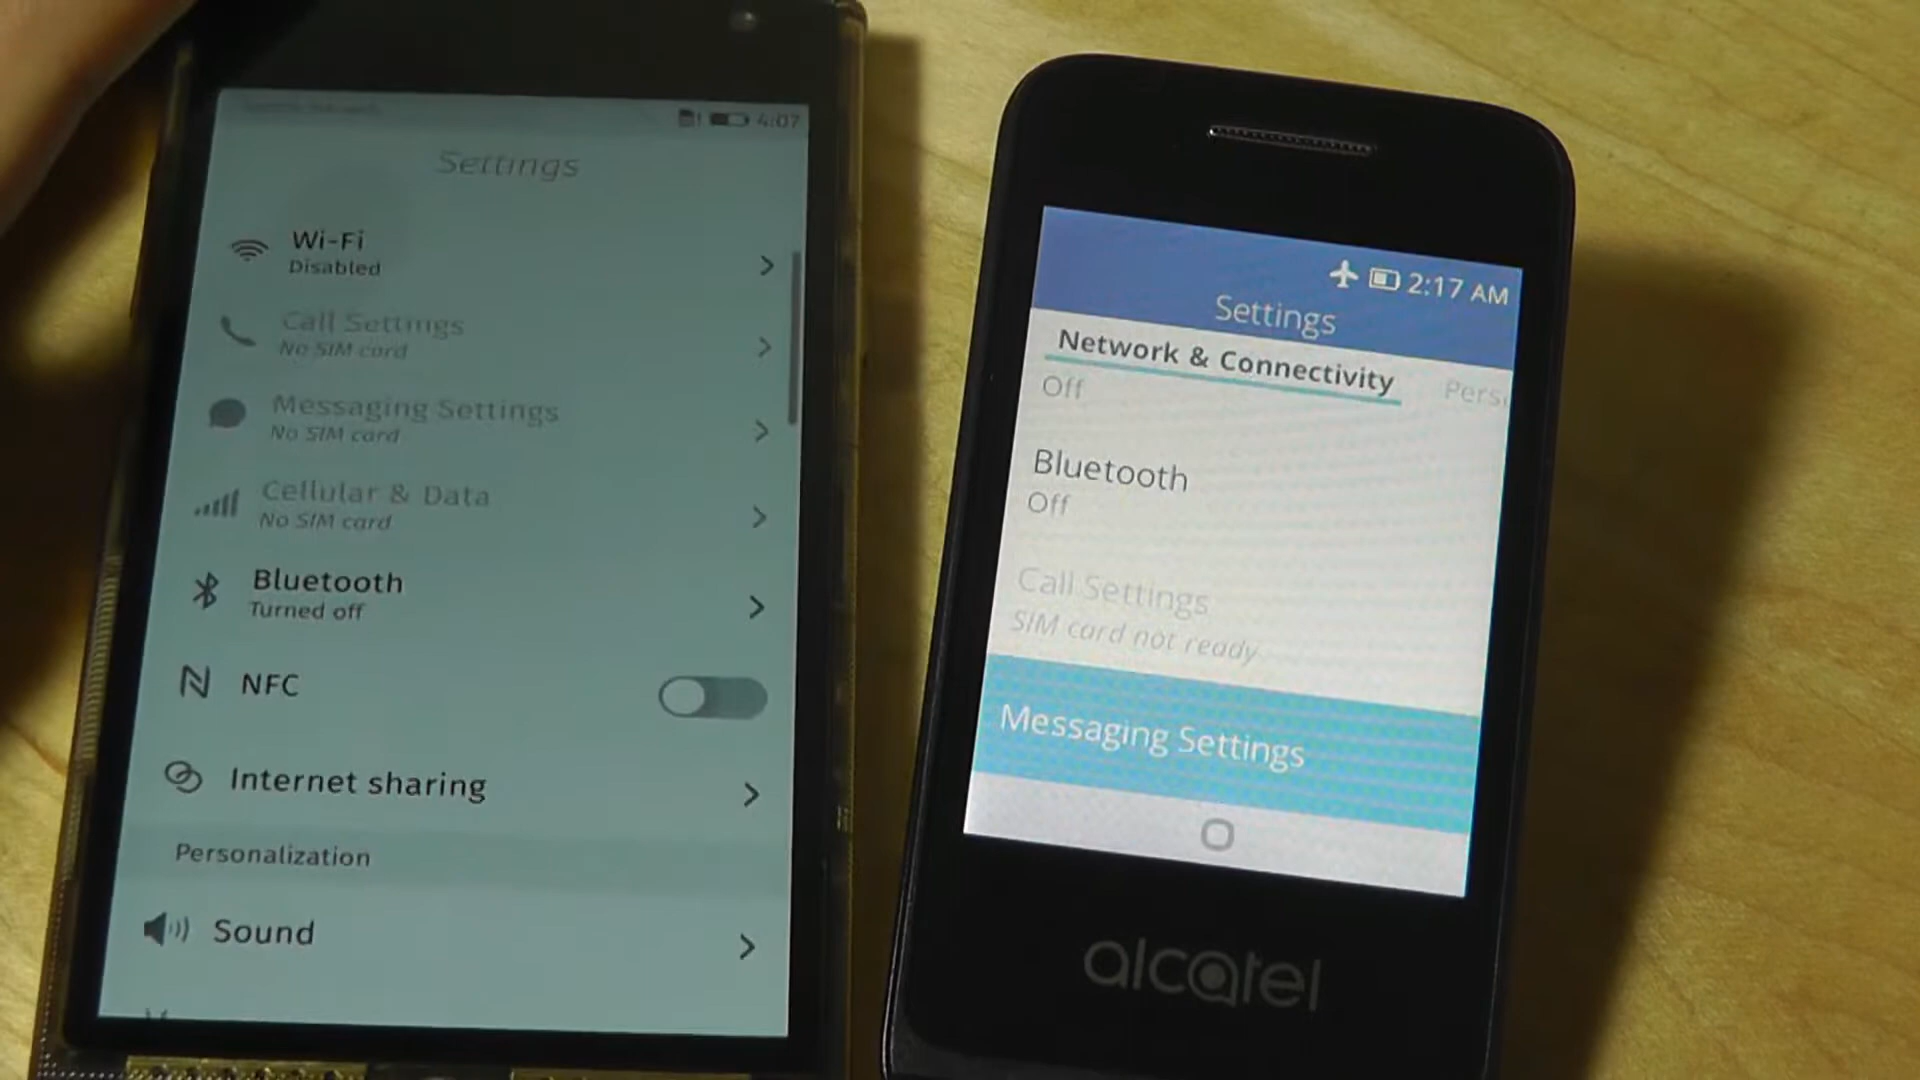 4:07
Settings
Wi-Fi
Disabled
Call Settings
No SIM card
Messaging Settings
No SIM card
Cellular & Data
No SIM card
Bluetooth
Turned off
NFC
Internet sharing
Personalization
Sound
2:17 AM
Settings
Network & Connectivity
Pers
Off
Bluetooth
Off
Call Settings
SIM card not ready
Messaging Settings
alcatel